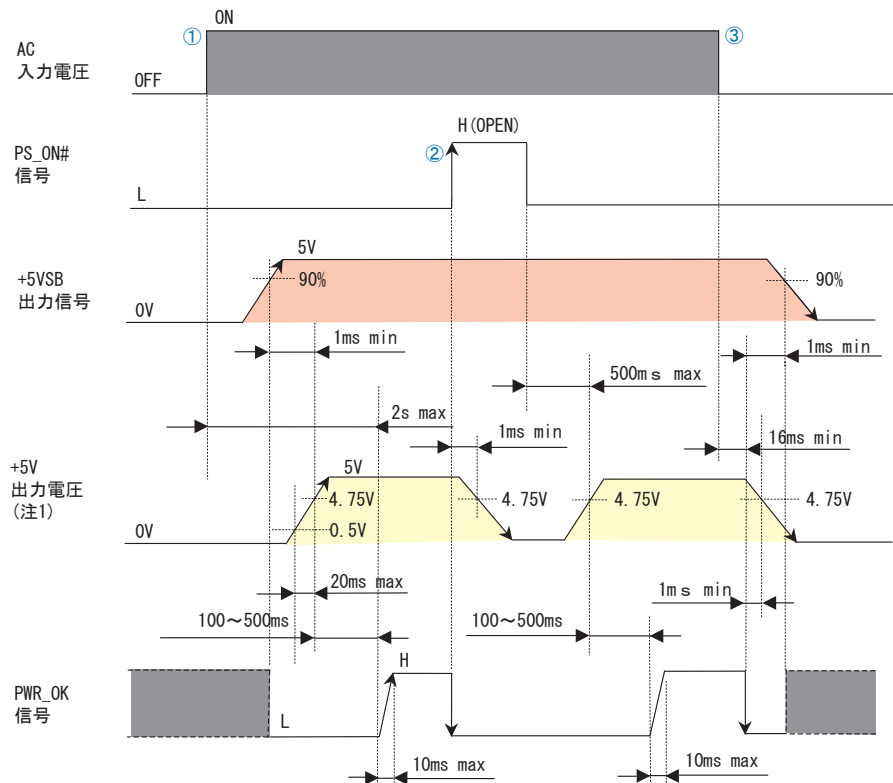 ON
①
③
AC
入力電圧
OFF
H(OPEN)
PS_ON#
信号
②
L
5V
+5VSB
出力信号
90%
90%
0V
1ms min
1ms min
500ms max
2s max
1ms min
16ms min
+5V
出力電圧
(注1)
5V
4.75V
4.75V
4.75V
4.75V
0.5V
0V
20ms max
1ms min
100～500ms
100～500ms
H
PWR_OK
信号
L
10ms max
10ms max